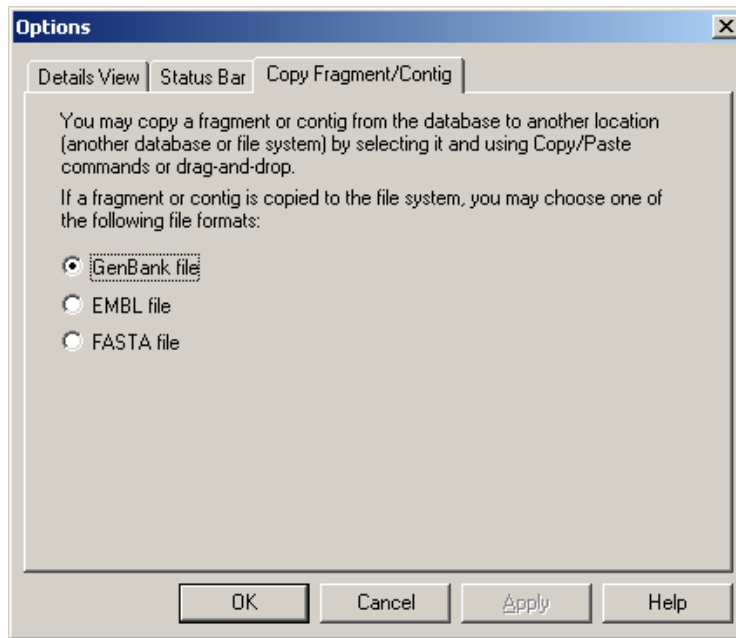 Options
Details View
Status Bar
Copy Fragment/Contig
You may copy a fragment or contig from the database to another location
(another database or file system) by selecting it and using Copy/Paste
commands or drag-and-drop.
If a fragment or contig is copied to the file system, you may choose one of
the following file formats:
GenBank file
EMBL file
FASTA file
OK
Cancel
Apply
Help